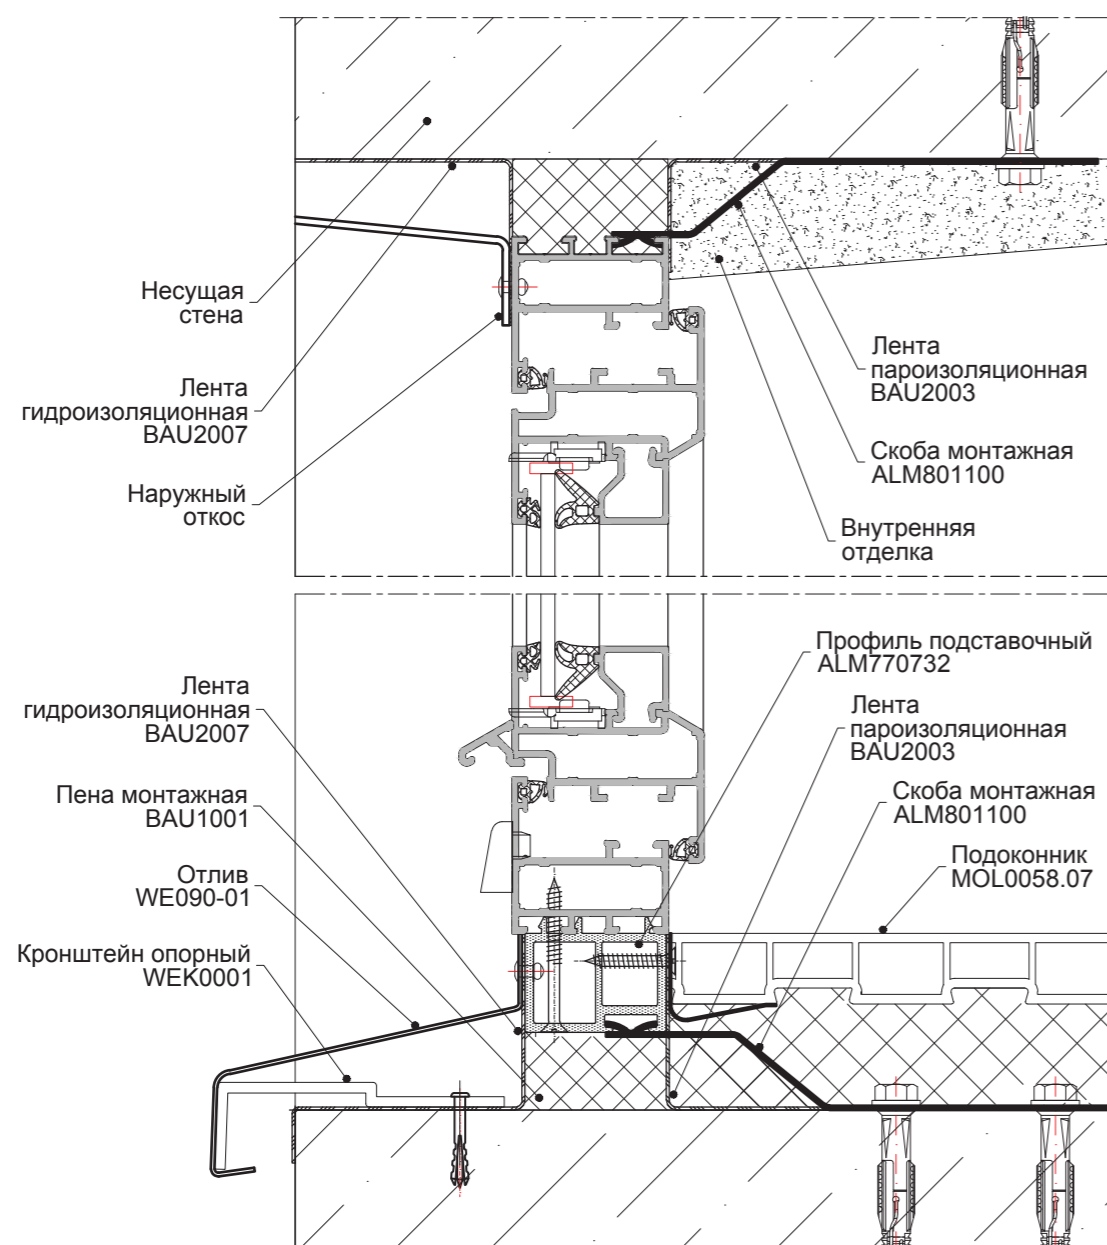 Несущая
стена
Лента
гидроизоляционная
BAU2007
Наружный
откос
Лента
пароизоляционная
BAU2003
Скоба монтажная
ALM801100
Внутренняя
отделка
Лента
гидроизоляционная
BAU2007
Пена монтажная
BAU1001
Отлив
WE090-01
Кронштейн опорный
WEK0001
Профиль подставочный
ALM770732
Лента
пароизоляционная
BAU2003
Скоба монтажная
ALM801100
Подоконник
MOL0058.07